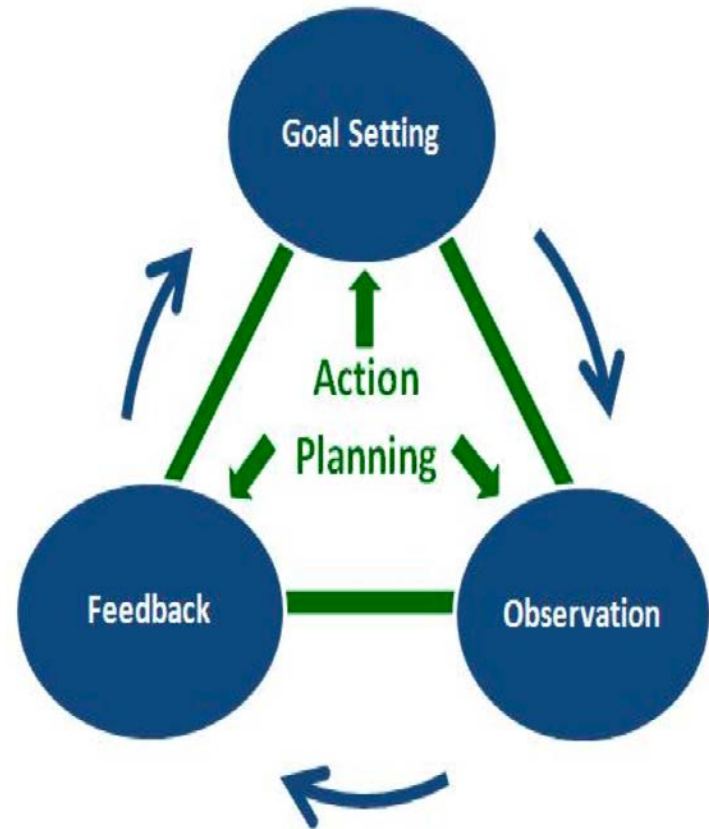 Goal Setting
Action
Planning
Feedback
Observation